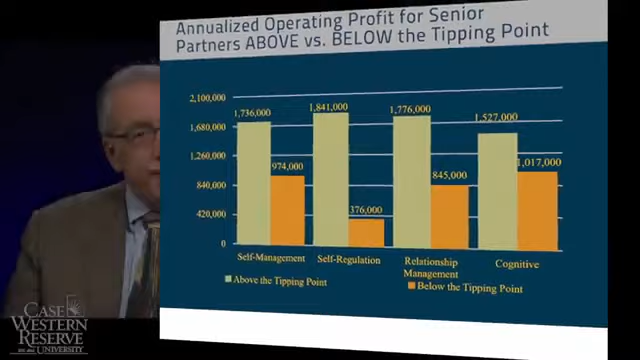 Annualized Operating Profit for Senior
Partners ABOVE vs. BELOW the Tipping Point
2,100,000
1,680,000
1,260,000
840,000
420,000
0
1,736,000
974,000
1,841,000
376,000
1,776,000
845,000
1,527,000
1,017,000
Self-Management
Self-Regulation
Relationship
Management
Cognitive
Above the Tipping Point
Below the Tipping Point
CASE
WESTERN
RESERVE
UNIVERSITY